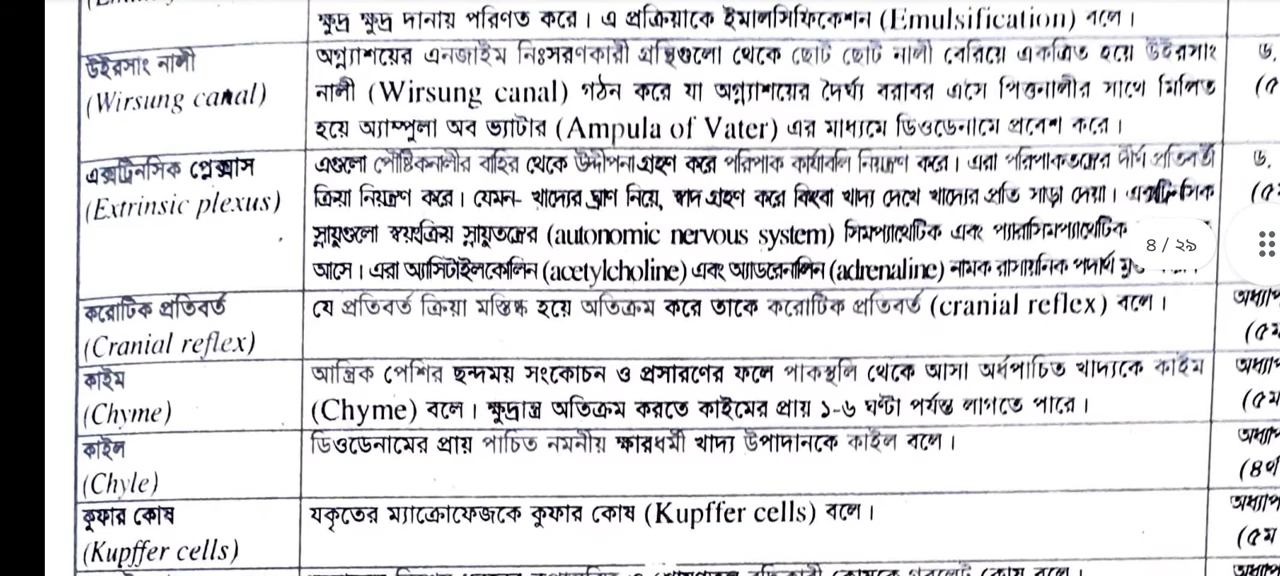 ক্ষুদ্র ক্ষুদ্র দানায় পরিণত করে। এ প্রক্রিয়াকে ইমালসিফিকেশন (Emulsification) বলে।
উইরসাং নালী
(Wirsung canal)
অগ্ন্যাশয়ের এনজাইম নিঃসরণকারী গ্রন্থিগুলো থেকে ছোট ছোট নালী বেরিয়ে একত্রিত হয়ে উইরসাং
নালী (Wirsung canal) গঠন করে যা অগ্ন্যাশয়ের দৈর্ঘ্য বরাবর এসে পিত্তনালীর সাথে মিলিত
হয়ে অ্যাম্পুলা অব ভ্যাটার (Ampula of Vater) এর মাধ্যমে ডিওডেনামে প্রবেশ করে।
এক্সট্রিনসিক প্লেক্সাস
(Extrinsic plexus)
এগুলো পৌষ্টিকনালীর বাহির থেকে উদ্দীপনা গ্রহণ করে পরিপাক কার্যাবলি নিয়ন্ত্রণ করে। এরা পরিপাকতন্ত্রের দীর্ঘ প্রতিবর্তী
ক্রিয়া নিয়ন্ত্রণ করে। যেমন- খাদ্যের ঘ্রাণ নিয়ে, স্বাদ গ্রহণ করে কিংবা খাদ্য দেখে খাদ্যের প্রতি সাড়া দেয়া। এক্সট্রিনসিক
স্নায়ুগুলো স্বয়ংক্রিয় স্নায়ুতন্ত্রের (autonomic nervous system) সিমপ্যাথেটিক এবং প্যারাসিমপ্যাথেটিক
৪ / ২৯
আসে। এরা অ্যাসিটাইলকোলিন (acetylcholine) এবং অ্যাডরেনালিন (adrenaline) নামক রাসায়নিক পদার্থ
করোটিক প্রতিবর্ত
(Cranial reflex)
যে প্রতিবর্ত ক্রিয়া মস্তিষ্ক হয়ে অতিক্রম করে তাকে করোটিক প্রতিবর্ত (cranial reflex) বলে।
কাইম
(Chyme)
আন্ত্রিক পেশির ছন্দময় সংকোচন ও প্রসারণের ফলে পাকস্থলি থেকে আসা অর্ধপাচিত খাদ্যকে কাইম
(Chyme) বলে। ক্ষুদ্রান্ত্র অতিক্রম করতে কাইমের প্রায় ১-৬ ঘণ্টা পর্যন্ত লাগতে পারে।
কাইল
(Chyle)
ডিওডেনামের প্রায় পাচিত নমনীয় ক্ষারধর্মী খাদ্য উপাদানকে কাইল বলে।
কুফার কোষ
(Kupffer cells)
যকৃতের ম্যাক্রোফেজকে কুফার কোষ (Kupffer cells) বলে।